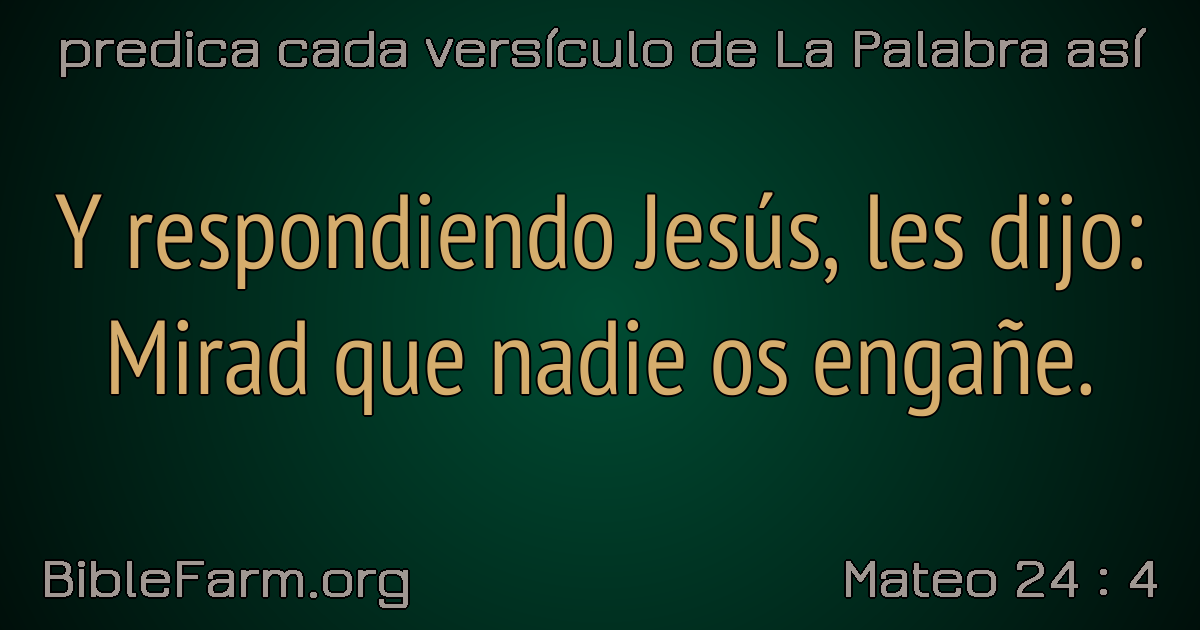 predica cada versículo de La Palabra así
Y respondiendo Jesús, les dijo:
Mirad que nadie os engañe.
BibleFarm.org
Mateo 24 : 4